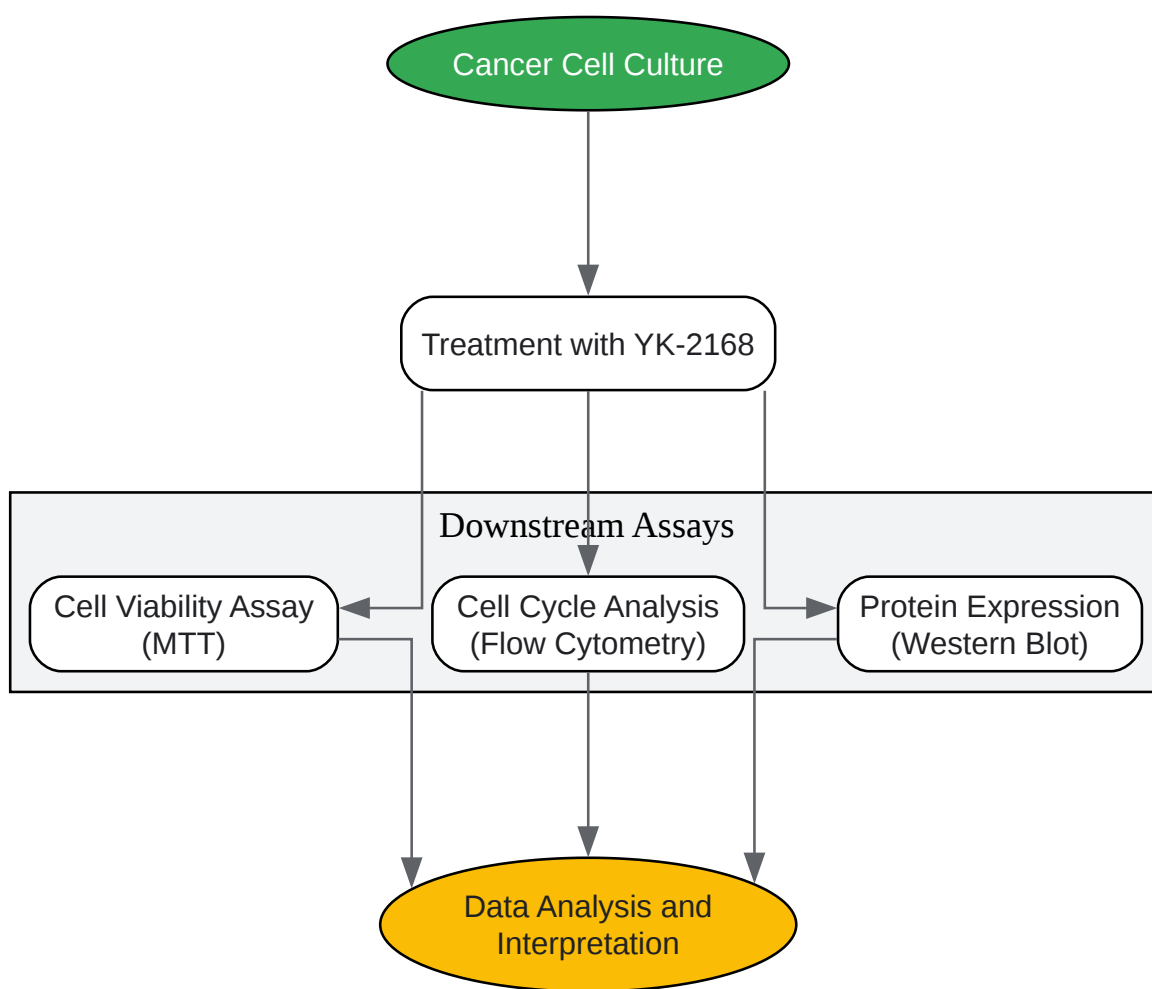 Cancer Cell Culture
Treatment with YK-2168
Downstream Assays
Cell Viability Assay
(MTT)
Cell Cycle Analysis
(Flow Cytometry)
Protein Expression
(Western Blot)
Data Analysis and
Interpretation